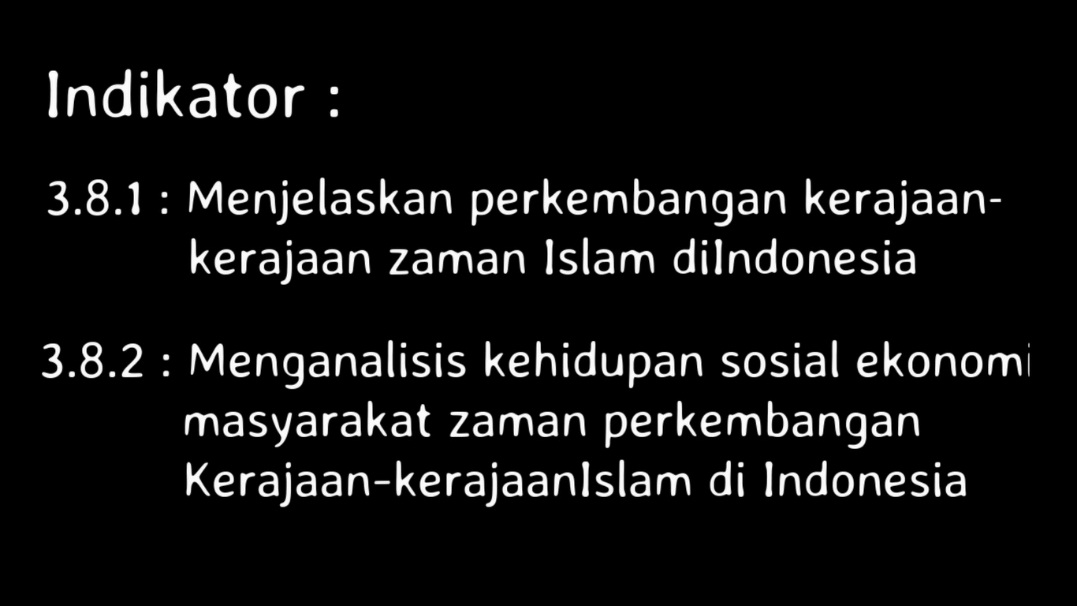 Indikator :
3.8.1 : Menjelaskan perkembangan kerajaan-
kerajaan zaman Islam diIndonesia
3.8.2 : Menganalisis kehidupan sosial ekonomi
masyarakat zaman perkembangan
Kerajaan-kerajaanIslam di Indonesia